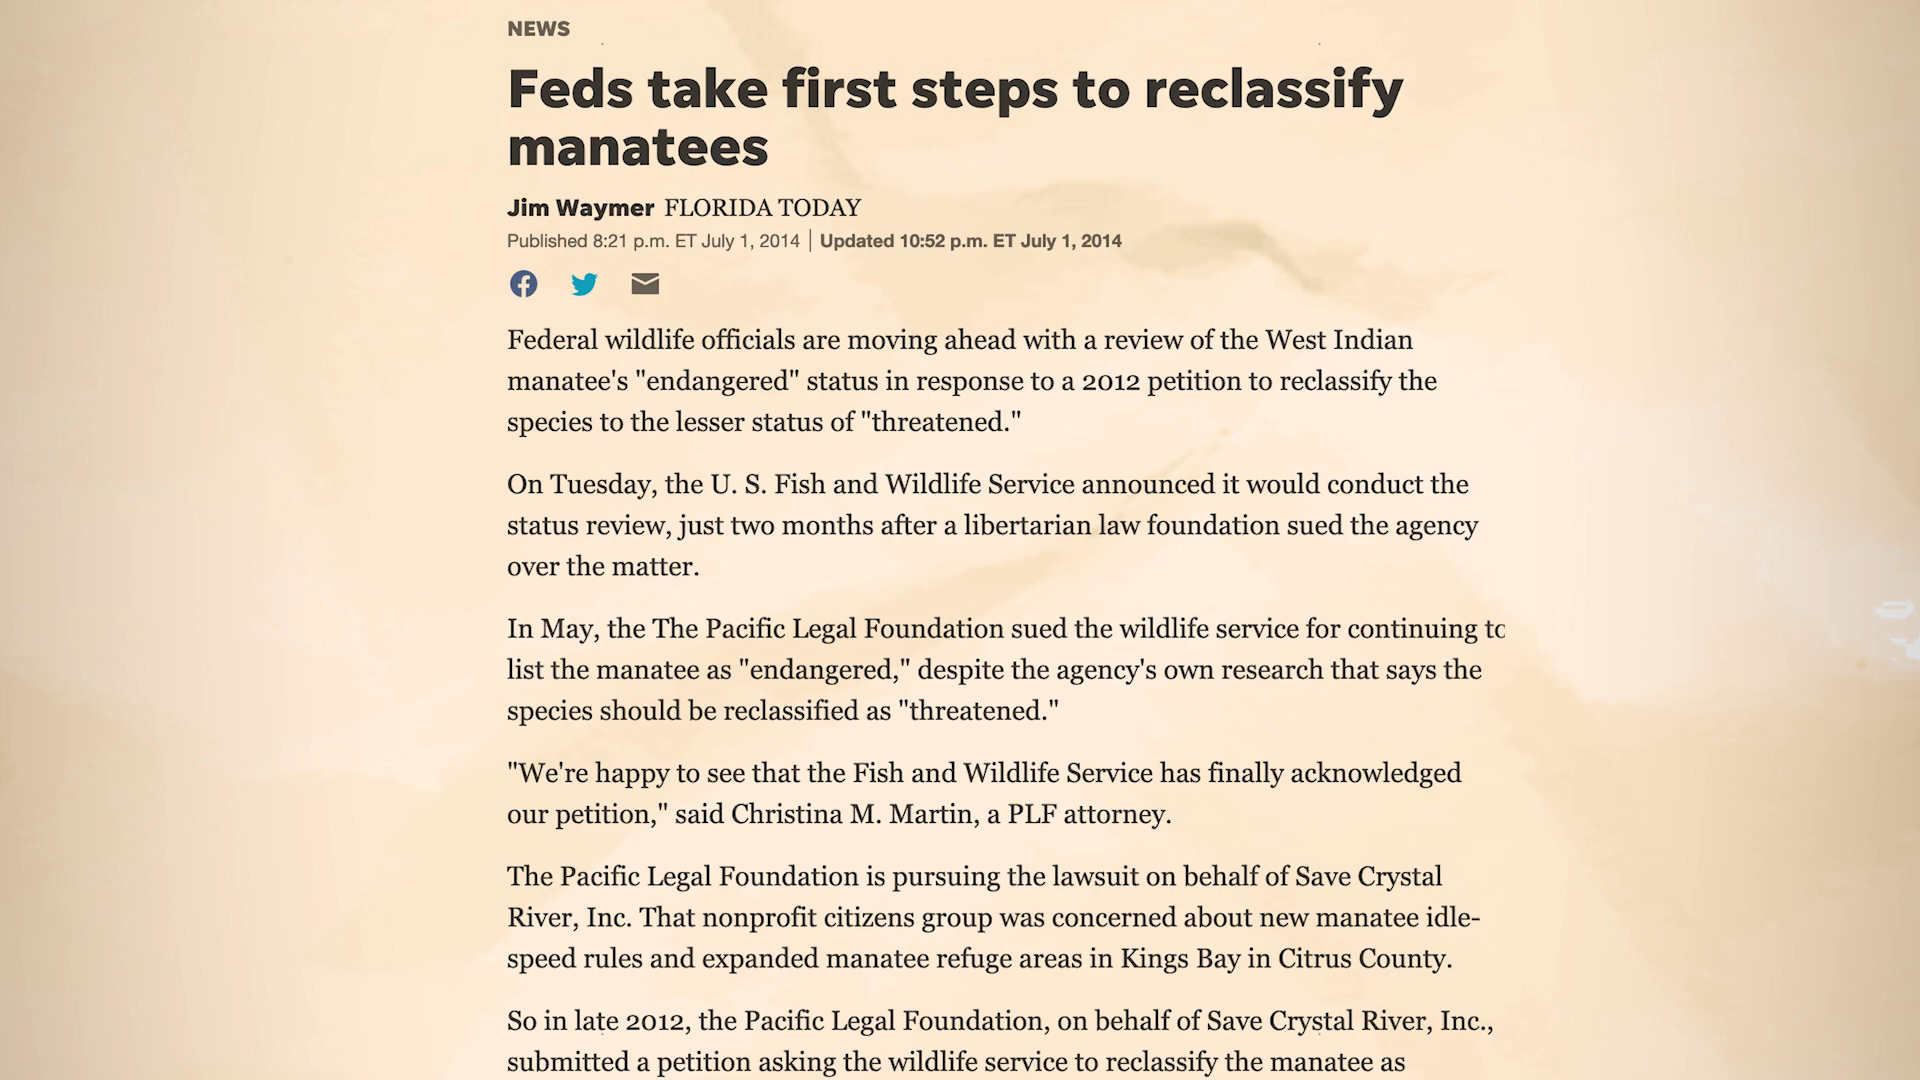 NEWS
Feds take first steps to reclassify
manatees
Jim Waymer FLORIDA TODAY
Published 8:21 p.m. ET July 1, 2014 | Updated 10:52 p.m. ET July 1, 2014
Federal wildlife officials are moving ahead with a review of the West Indian
manatee's "endangered" status in response to a 2012 petition to reclassify the
species to the lesser status of "threatened."
On Tuesday, the U. S. Fish and Wildlife Service announced it would conduct the
status review, just two months after a libertarian law foundation sued the agency
over the matter.
In May, the The Pacific Legal Foundation sued the wildlife service for continuing to
list the manatee as "endangered," despite the agency's own research that says the
species should be reclassified as "threatened."
"We're happy to see that the Fish and Wildlife Service has finally acknowledged
our petition," said Christina M. Martin, a PLF attorney.
The Pacific Legal Foundation is pursuing the lawsuit on behalf of Save Crystal
River, Inc. That nonprofit citizens group was concerned about new manatee idle-
speed rules and expanded manatee refuge areas in Kings Bay in Citrus County.
So in late 2012, the Pacific Legal Foundation, on behalf of Save Crystal River, Inc.,
submitted a petition asking the wildlife service to reclassify the manatee as